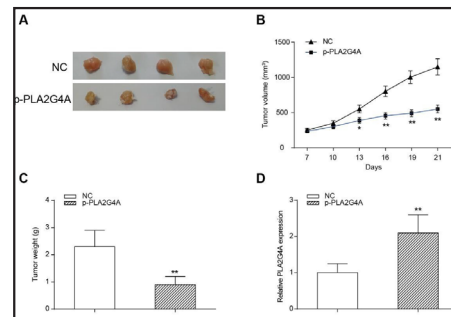 A
NC
p-PLA2G4A
B
NC
p-PLA2G4A
Tumor volume (mm³)
1500
1000
500
0
7 10 13 16 19 21
* ** ** **
Days
C
NC
p-PLA2G4A
Tumor weight (g)
4
3
2
1
0
**
D
NC
p-PLA2G4A
Relative PLA2G4A expression
3
2
1
0
**